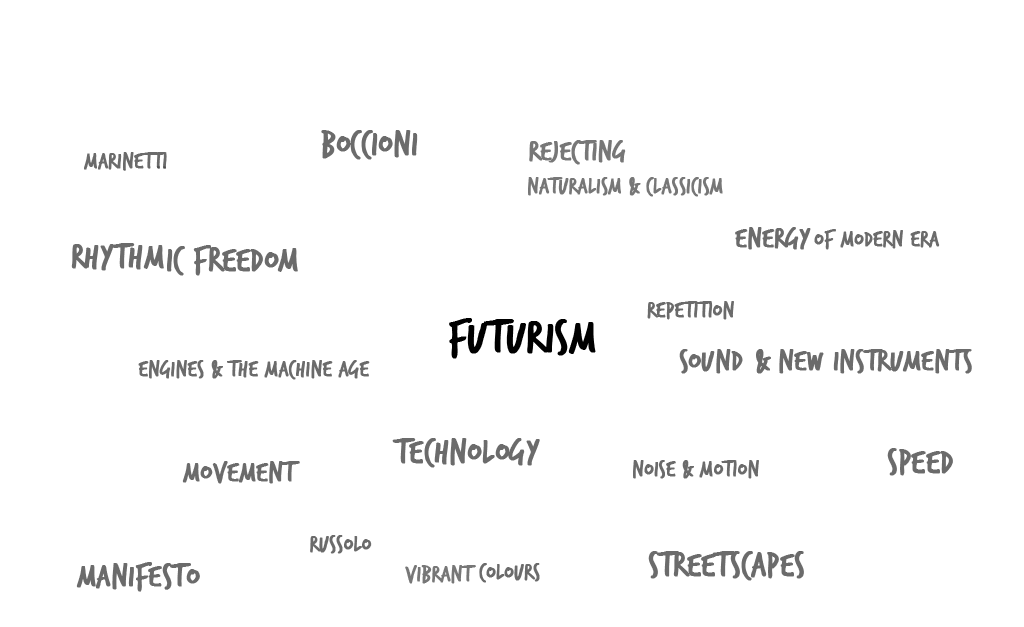 BOCCIONI
MARINETTI
REJECTING
NATURALISM & CLASSICISM
ENERGY OF MODERN ERA
RHYTHMIC FREEDOM
REPETITION
FUTURISM
SOUND & NEW INSTRUMENTS
ENGINES & THE MACHINE AGE
TECHNOLOGY
SPEED
MOVEMENT
NOISE & MOTION
RUSSOLO
STREETSCAPES
MANIFESTO
VIBRANT COLOURS